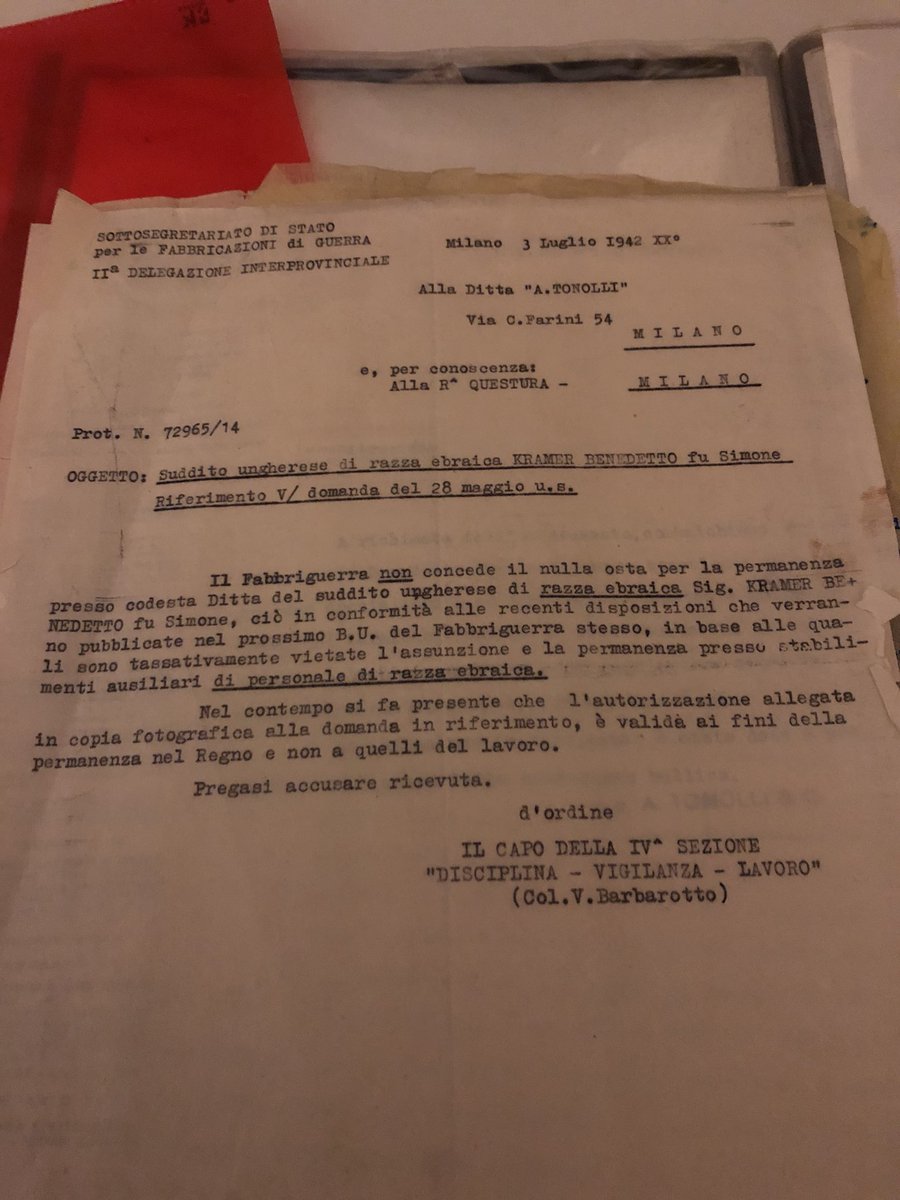 SOTTOSEGRETARIATO DI STATO
per le FABBRICAZIONI di GUERRA
IIª DELEGAZIONE INTERPROVINCIALE
Milano 3 Luglio 1942 XX°
Alla Ditta "A.TONOLLI"
Via C.Farini 54
MILANO
e, per conoscenza:
Alla R^ QUESTURA - MILANO
Prot. N. 72965/14
OGGETTO: Suddito ungherese di razza ebraica KRAMER BENEDETTO fu Simone
Riferimento V/ domanda del 28 maggio u.s.
Il Fabbriguerra non concede il nulla osta per la permanenza
presso codesta Ditta del suddito ungherese di razza ebraica Sig. KRAMER BE+
NEDETTO fu Simone, ciò in conformità alle recenti disposizioni che verran-
no pubblicate nel prossimo B.U. del Fabbriguerra stesso, in base alle qua-
li sono tassativamente vietate l'assunzione e la permanenza presso stabili-
menti ausiliari di personale di razza ebraica.
Nel contempo si fa presente che l'autorizzazione allegata
in copia fotografica alla domanda in riferimento, è validà ai fini della
permanenza nel Regno e non a quelli del lavoro.
Pregasi accusare ricevuta.
d'ordine
IL CAPO DELLA IV^ SEZIONE
"DISCIPLINA - VIGILANZA - LAVORO"
(Col.V.Barbarotto)